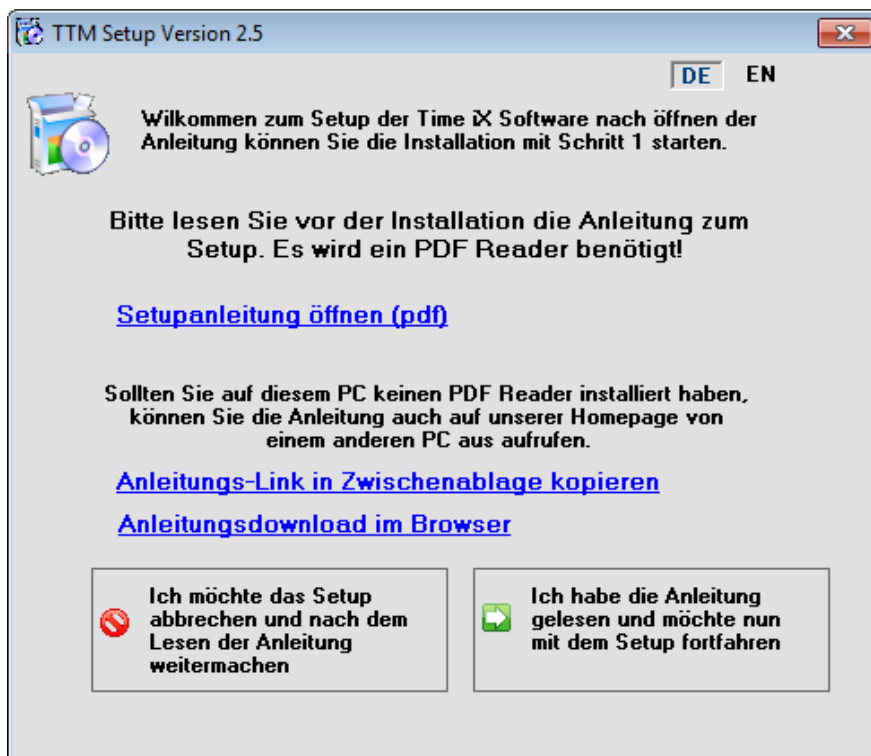 TTM Setup Version 2.5
DE EN
Wilkommen zum Setup der Time iX Software nach öffnen der
Anleitung können Sie die Installation mit Schritt 1 starten.
Bitte lesen Sie vor der Installation die Anleitung zum
Setup. Es wird ein PDF Reader benötigt!
Setupanleitung öffnen (pdf)
Sollten Sie auf diesem PC keinen PDF Reader installiert haben,
können Sie die Anleitung auch auf unserer Homepage von
einem anderen PC aus aufrufen.
Anleitungs-Link in Zwischenablage kopieren
Anleitungsdownload im Browser
Ich möchte das Setup
abbrechen und nach dem
Lesen der Anleitung
weitermachen
Ich habe die Anleitung
gelesen und möchte nun
mit dem Setup fortfahren